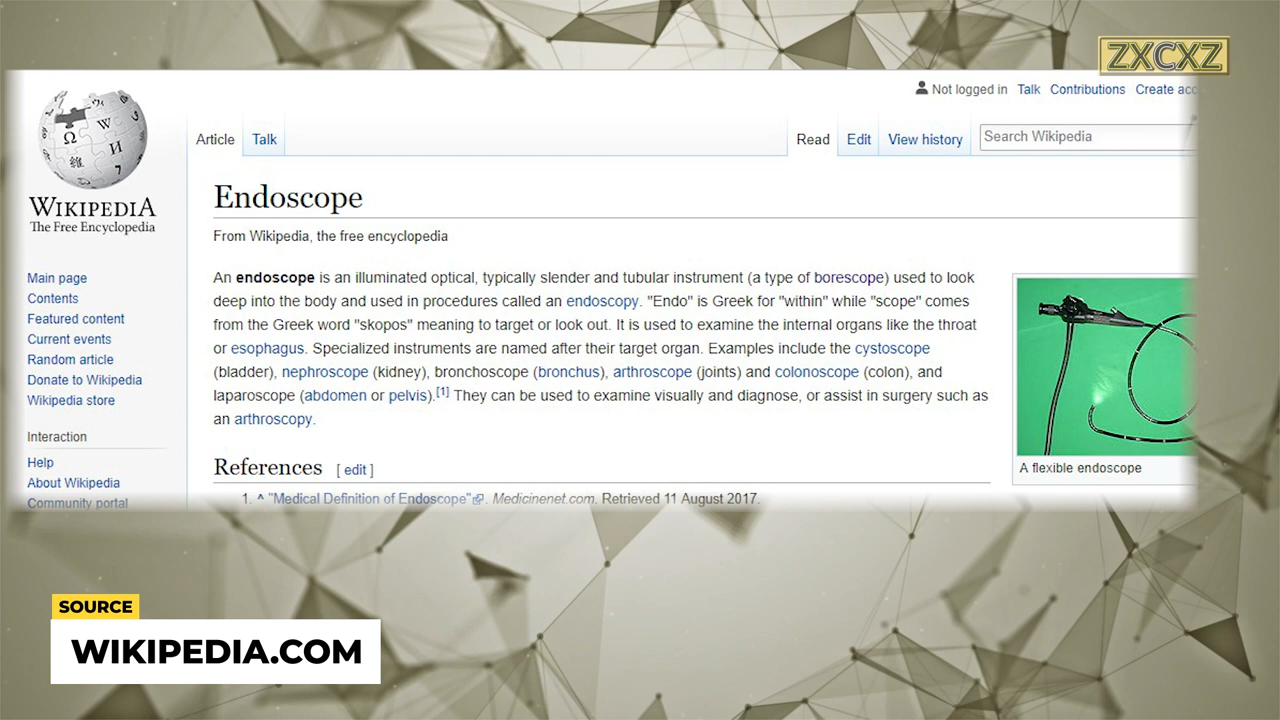 ZXCXZ
Not logged in Talk Contributions Create acc
WIKIPEDIA
The Free Encyclopedia
Article Talk Read Edit View history Search Wikipedia
Endoscope
From Wikipedia, the free encyclopedia
An endoscope is an illuminated optical, typically slender and tubular instrument (a type of borescope) used to look
deep into the body and used in procedures called an endoscopy. "Endo" is Greek for "within" while "scope" comes
from the Greek word "skopos" meaning to target or look out. It is used to examine the internal organs like the throat
or esophagus. Specialized instruments are named after their target organ. Examples include the cystoscope
(bladder), nephroscope (kidney), bronchoscope (bronchus), arthroscope (joints) and colonoscope (colon), and
laparoscope (abdomen or pelvis).[1] They can be used to examine visually and diagnose, or assist in surgery such as
an arthroscopy.
References [ edit ]
1. ^ "Medical Definition of Endoscope". Medicinenet.com. Retrieved 11 August 2017.
A flexible endoscope
Main page
Contents
Featured content
Current events
Random article
Donate to Wikipedia
Wikipedia store
Interaction
Help
About Wikipedia
Community portal
SOURCE
WIKIPEDIA.COM